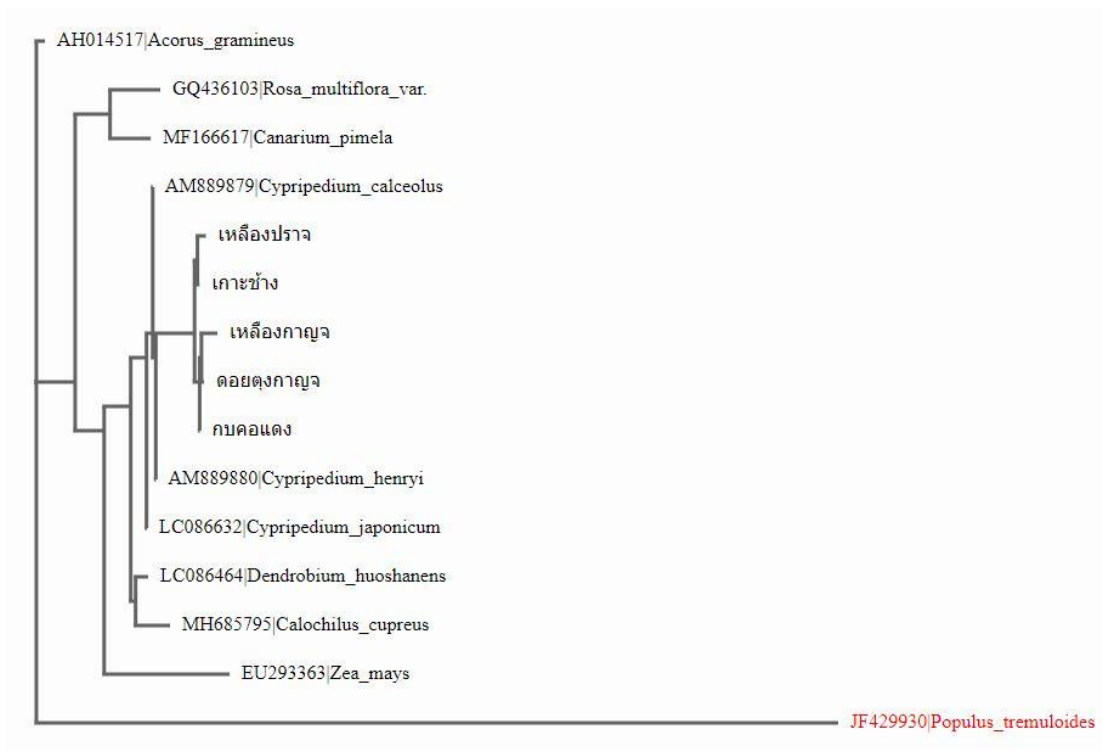 AH014517|Acorus_gramineus
GQ436103|Rosa_multiflora_var.
MF166617|Canarium_pimela
AM889879|Cypripedium_calceolus
เหลืองปราจ
เกาะช้าง
เหลืองกาญจ
ดอยตุงกาญจ
กบคอแดง
AM889880|Cypripedium_henryi
LC086632|Cypripedium_japonicum
LC086464|Dendrobium_huoshanens
MH685795|Calochilus_cupreus
EU293363|Zea_mays
JF429930|Populus_tremuloides